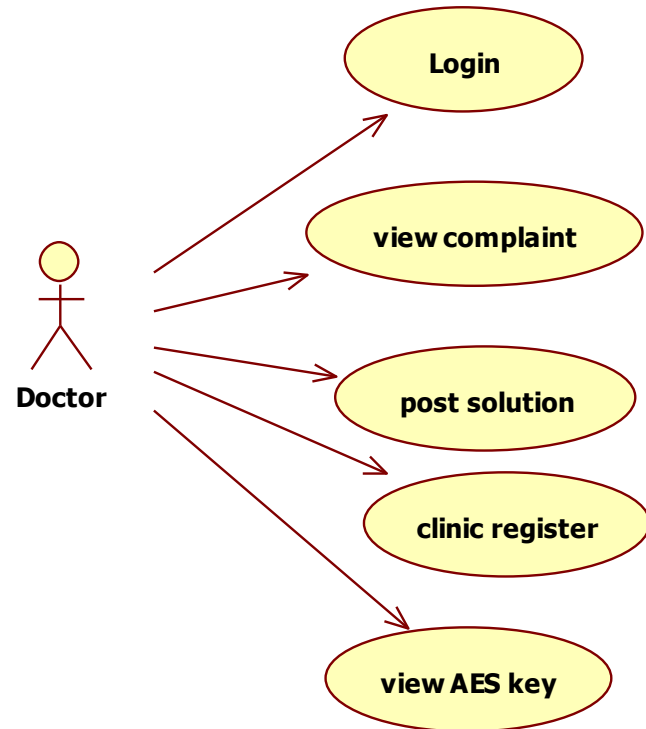 Login
view complaint
Doctor
post solution
clinic register
view AES key